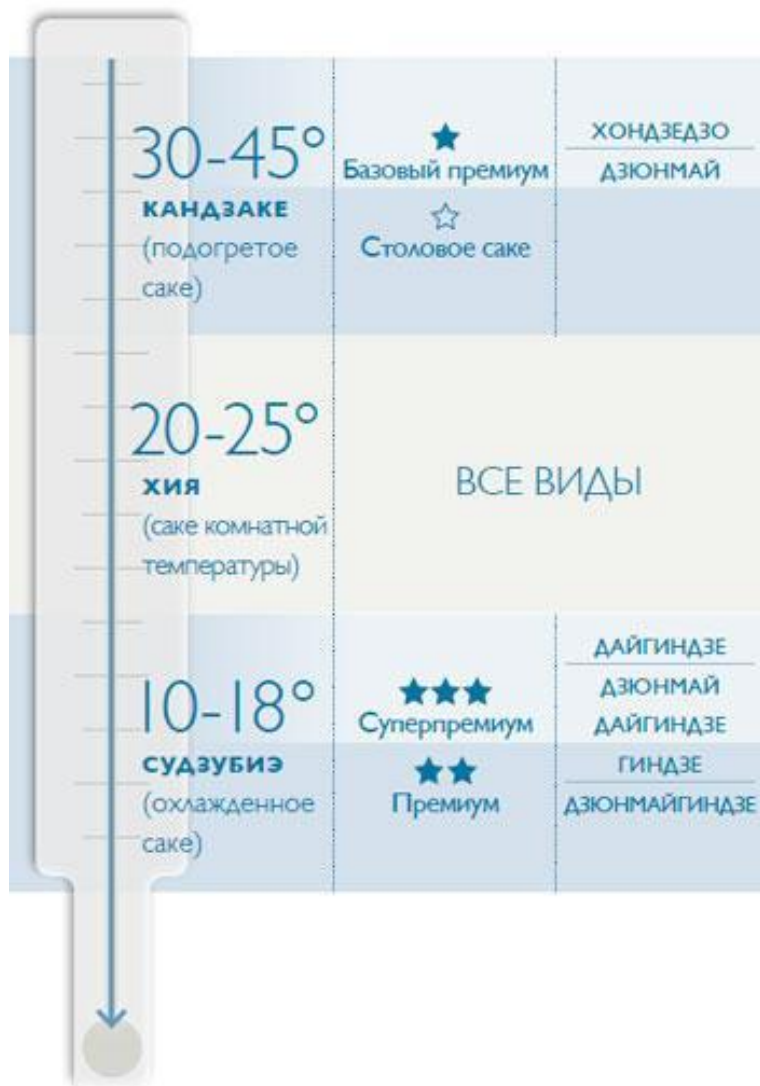 30-45°
КАНДЗАКЕ
(подогретое
саке)
★
Базовый премиум
ХОНДЗЕДЗО
ДЗЮНМАЙ
☆
Столовое саке
20-25°
ХИЯ
(саке комнатной
температуры)
ВСЕ ВИДЫ
10-18°
СУДЗУБИЭ
(охлажденное
саке)
★★★
Суперпремиум
ДАЙГИНДЗЕ
ДЗЮНМАЙ
ДАЙГИНДЗЕ
★★
Премиум
ГИНДЗЕ
ДЗЮНМАЙГИНДЗЕ